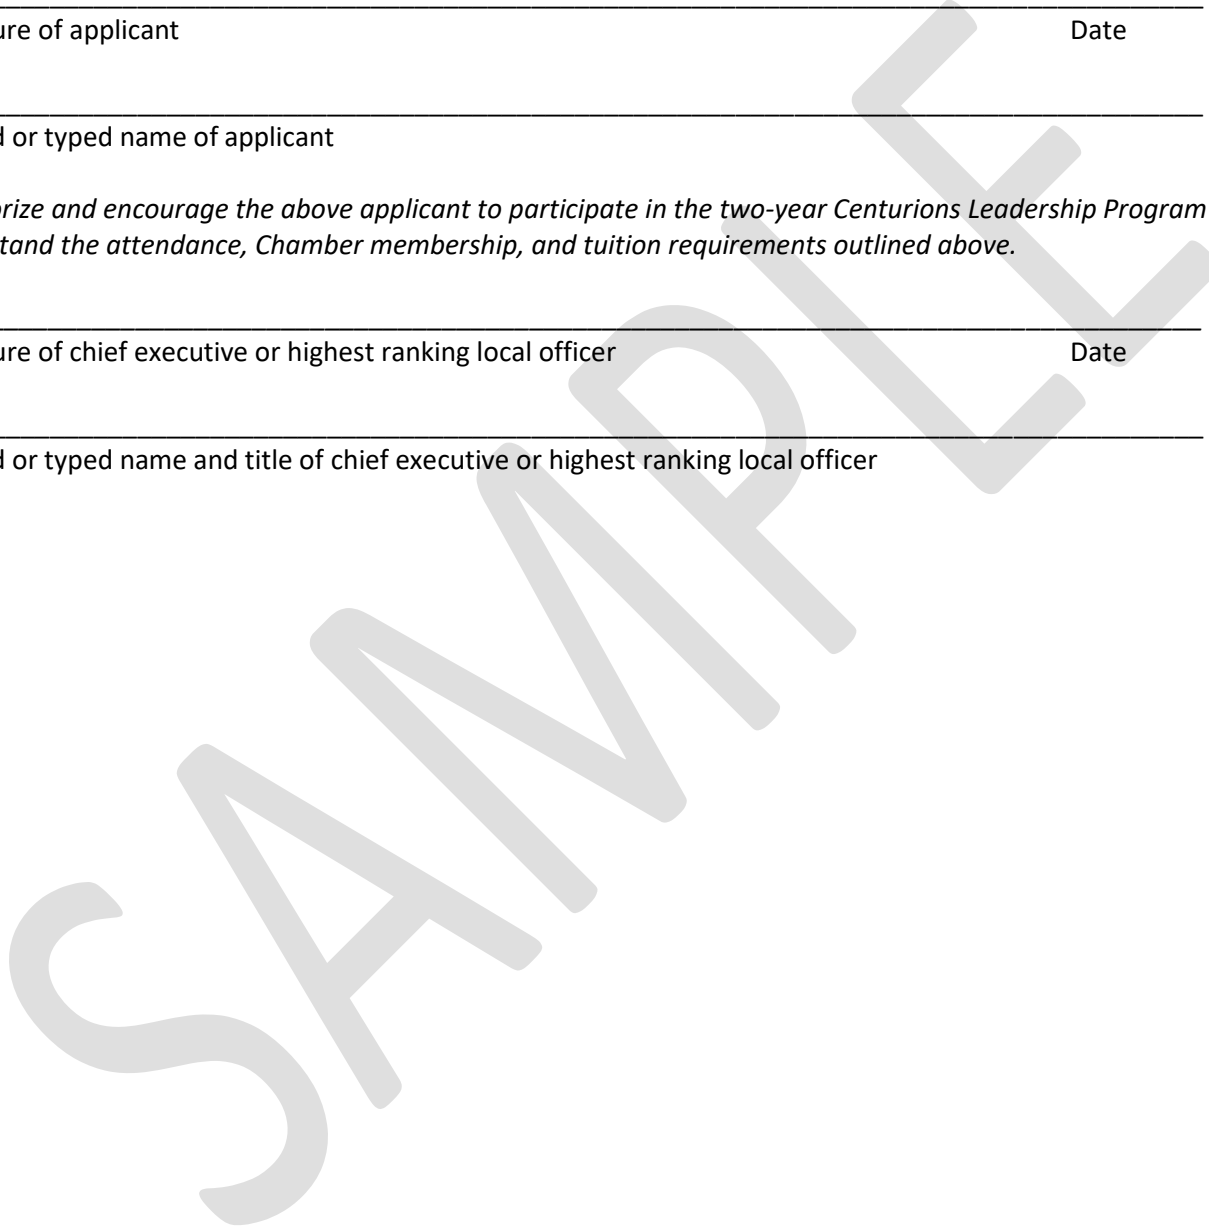 ure of applicant Date
d or typed name of applicant
orize and encourage the above applicant to participate in the two-year Centurions Leadership Program
tand the attendance, Chamber membership, and tuition requirements outlined above.
ure of chief executive or highest ranking local officer Date
d or typed name and title of chief executive or highest ranking local officer
SAMPLE